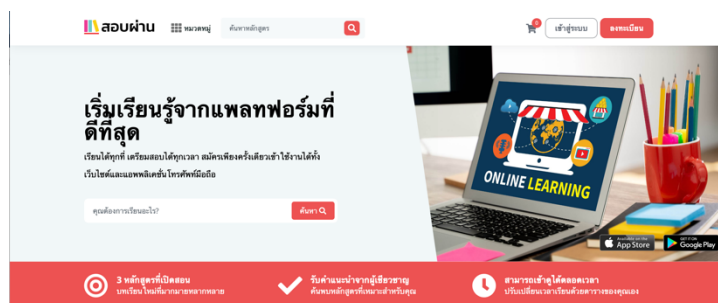 สอบผ่าน
หมวดหมู่
ค้นหาหลักสูตร
0
เข้าสู่ระบบ
ลงทะเบียน
เริ่มเรียนรู้จากแพลทฟอร์มที่
ดีที่สุด
เรียนได้ทุกที่ เตรียมสอบได้ทุกเวลา สมัครเพียงครั้งเดียวเข้าใช้งานได้ทั้ง
เว็บไซต์และแอพพลิเคชั่นโทรศัพท์มือถือ
คุณต้องการเรียนอะไร?
ค้นหา
ONLINE LEARNING
Available on the
App Store
GET IT ON
Google Play
3 หลักสูตรที่เปิดสอน
บทเรียนใหม่ที่มากมายหลากหลาย
รับคำแนะนำจากผู้เชี่ยวชาญ
ค้นพบหลักสูตรที่เหมาะสำหรับคุณ
สามารถเข้าดูได้ตลอดเวลา
ปรับเปลี่ยนเวลาเรียนด้วยตารางของคุณเอง